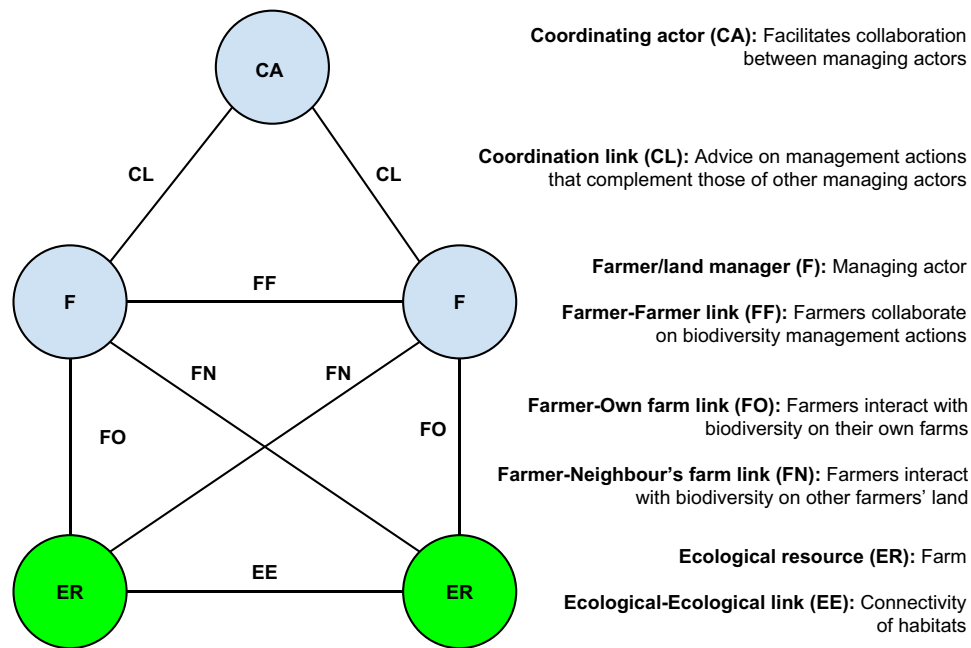 Coordinating actor (CA): Facilitates collaboration
between managing actors
CA
CL
CL
Coordination link (CL): Advice on management actions
that complement those of other managing actors
F
FF
F
Farmer/land manager (F): Managing actor
Farmer-Farmer link (FF): Farmers collaborate
on biodiversity management actions
FN
FN
FO
FO
Farmer-Own farm link (FO): Farmers interact with
biodiversity on their own farms
Farmer-Neighbour's farm link (FN): Farmers interact
with biodiversity on other farmers' land
ER
EE
ER
Ecological resource (ER): Farm
Ecological-Ecological link (EE): Connectivity
of habitats